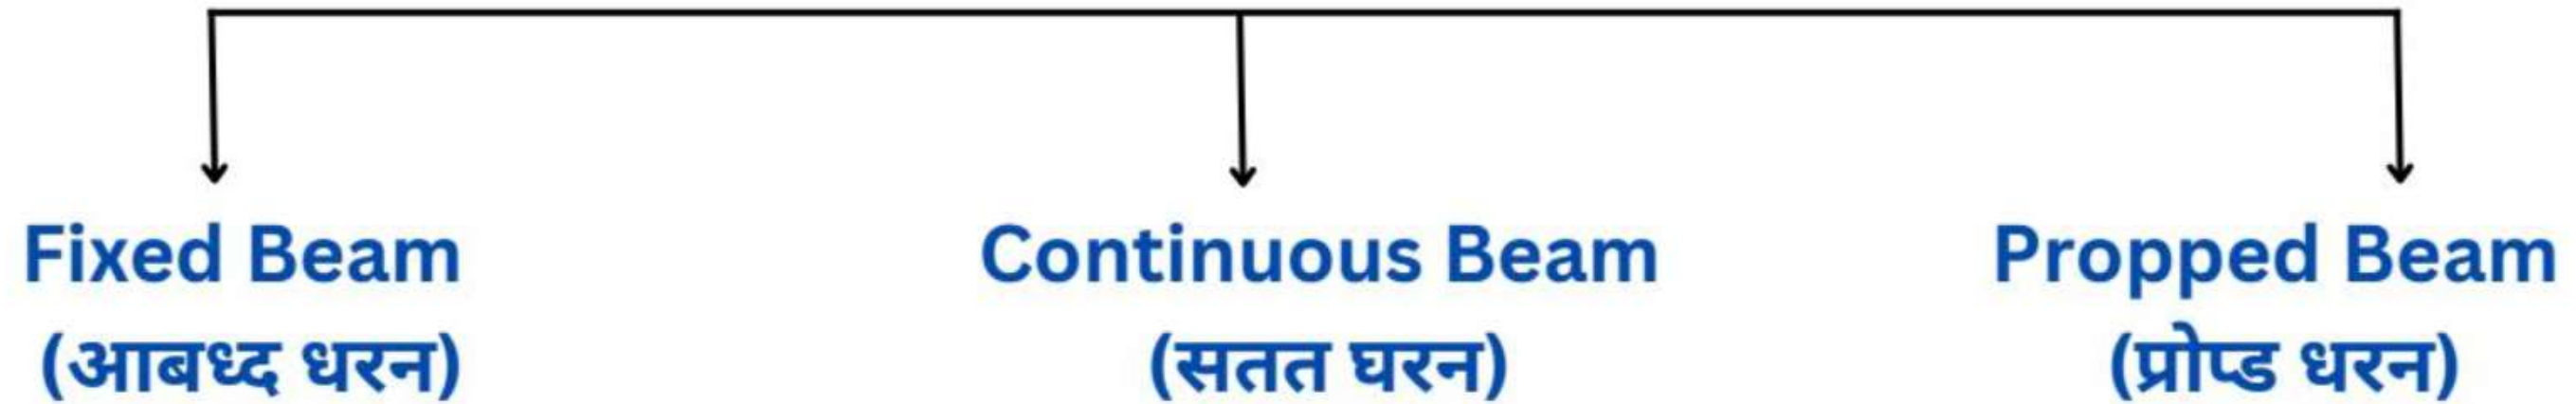 Fixed Beam
(आबध्द धरन)
Continuous Beam
(सतत घरन)
Propped Beam
(प्रोप्ड धरन)